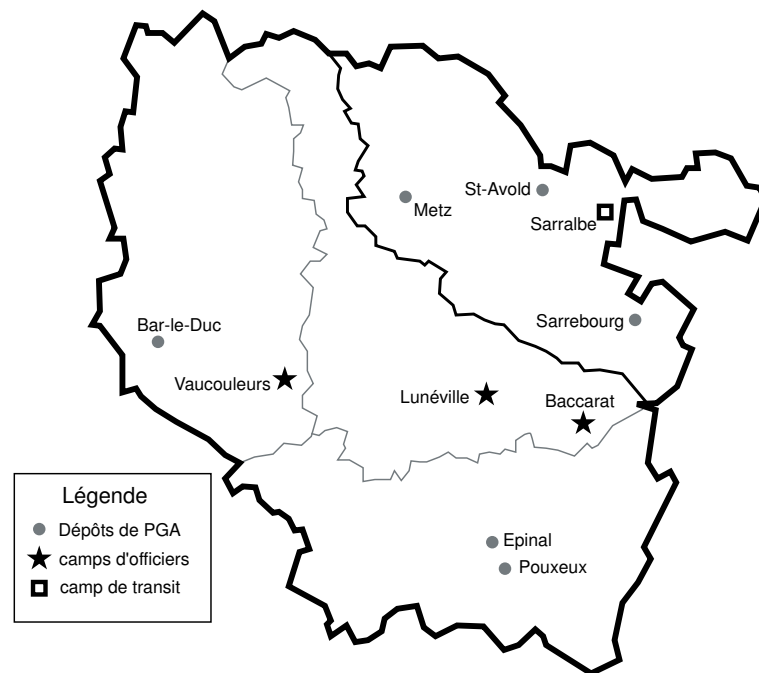 St-Avold
Metz
Sarralbe
Bar-le-Duc
Sarrebourg
Vaucouleurs
Lunéville
Baccarat
Légende
Dépôts de PGA
camps d'officiers
camp de transit
Epinal
Pouxeux